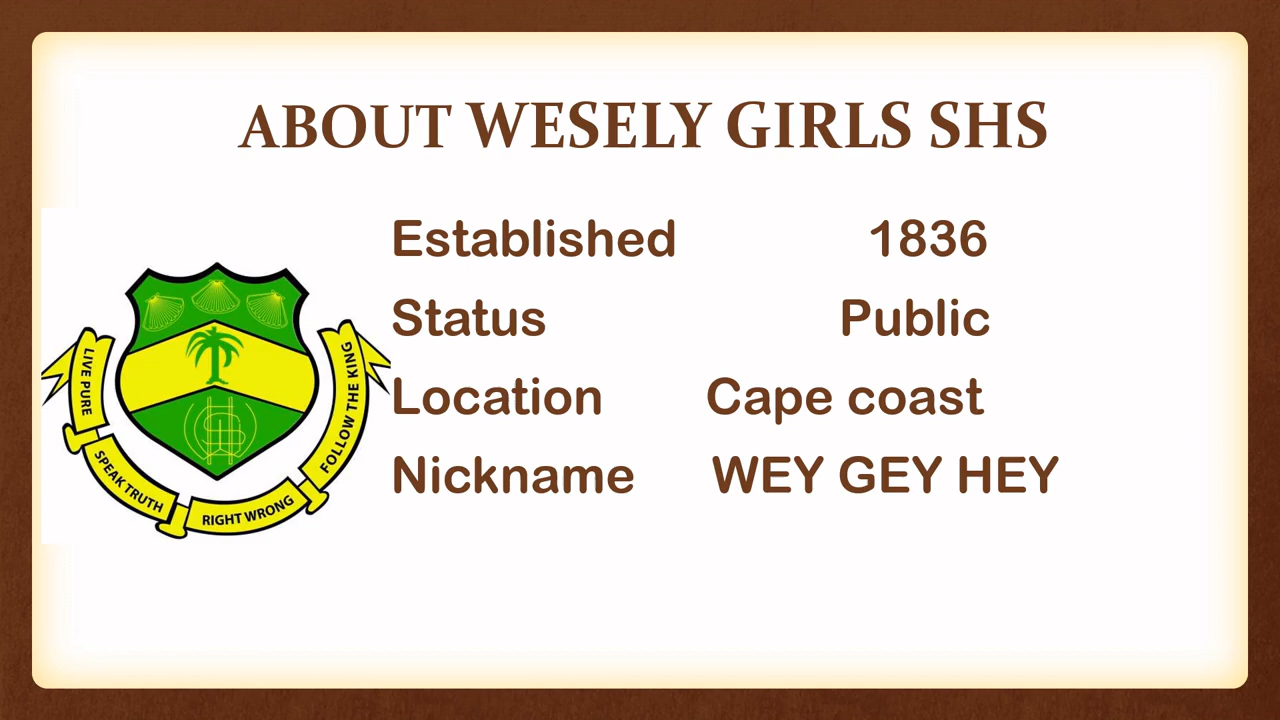 ABOUT WESELY GIRLS SHS
Established 1836
Status Public
Location Cape coast
Nickname WEY GEY HEY
LIVE PURE
SPEAK TRUTH
RIGHT WRONG
FOLLOW THE KING